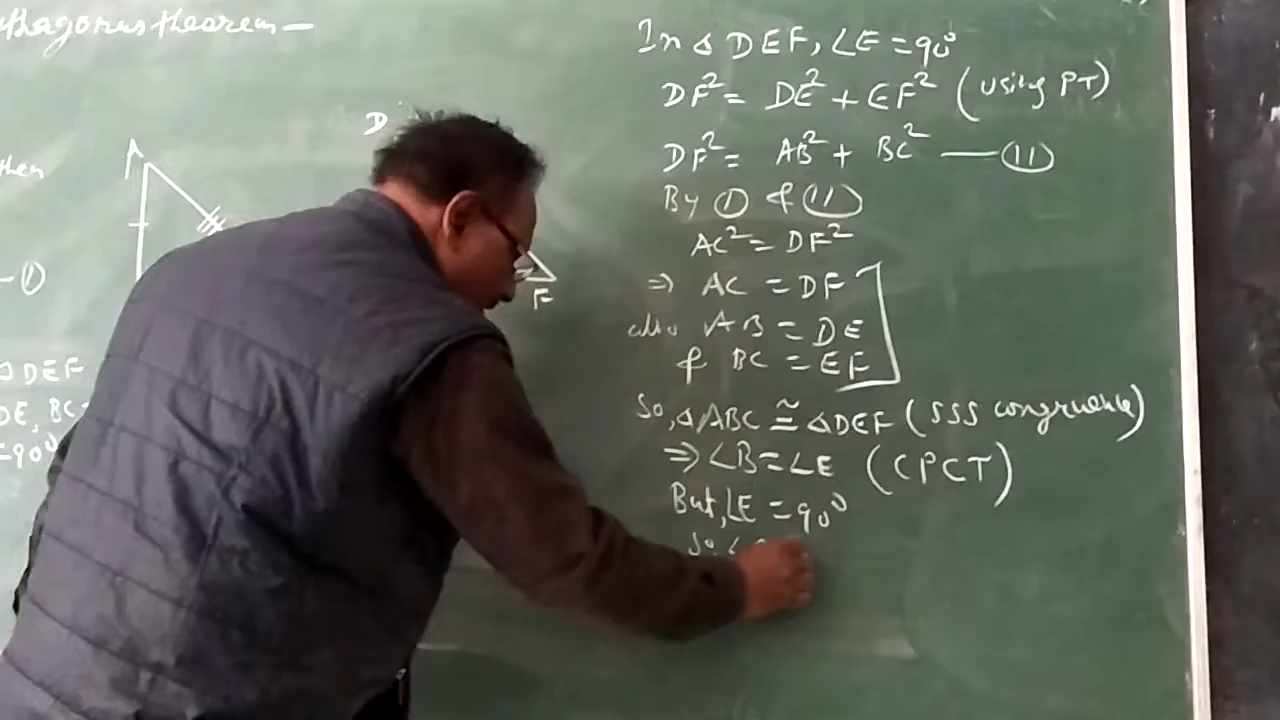 thagorus theorem —
then
A
D
F
— ①
△DEF
DE, BC=
=90°
In △ DEF, ∠E = 90°
DF² = DE² + EF² (using PT)
DF² = AB² + BC² — ⑪
By ① & ⑪
AC² = DF²
⇒ AC = DF
also AB = DE
& BC = EF
So, △ABC ≅ △DEF (SSS congruence)
⇒ ∠B = ∠E (CPCT)
But, ∠E = 90°
So, ∠